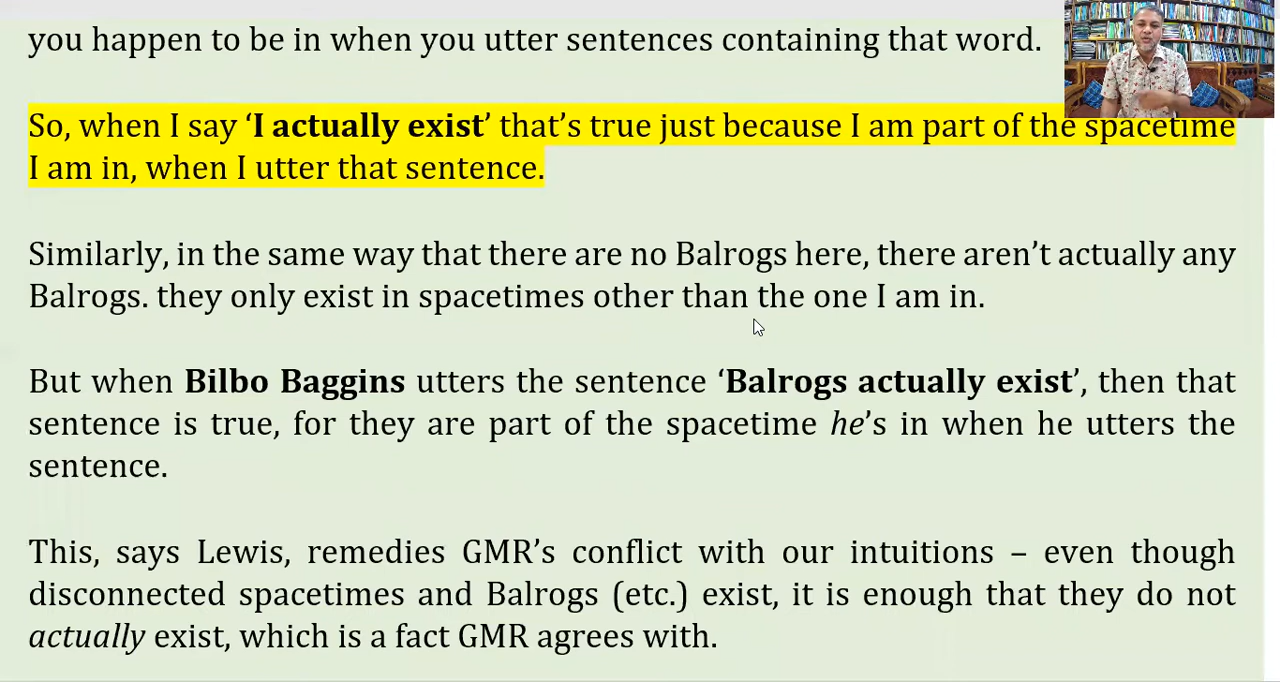 you happen to be in when you utter sentences containing that word.
So, when I say ‘I actually exist’ that’s true just because I am part of the spacetime
I am in, when I utter that sentence.
Similarly, in the same way that there are no Balrogs here, there aren’t actually any
Balrogs. they only exist in spacetimes other than the one I am in.
But when Bilbo Baggins utters the sentence ‘Balrogs actually exist’, then that
sentence is true, for they are part of the spacetime he’s in when he utters the
sentence.
This, says Lewis, remedies GMR’s conflict with our intuitions – even though
disconnected spacetimes and Balrogs (etc.) exist, it is enough that they do not
actually exist, which is a fact GMR agrees with.